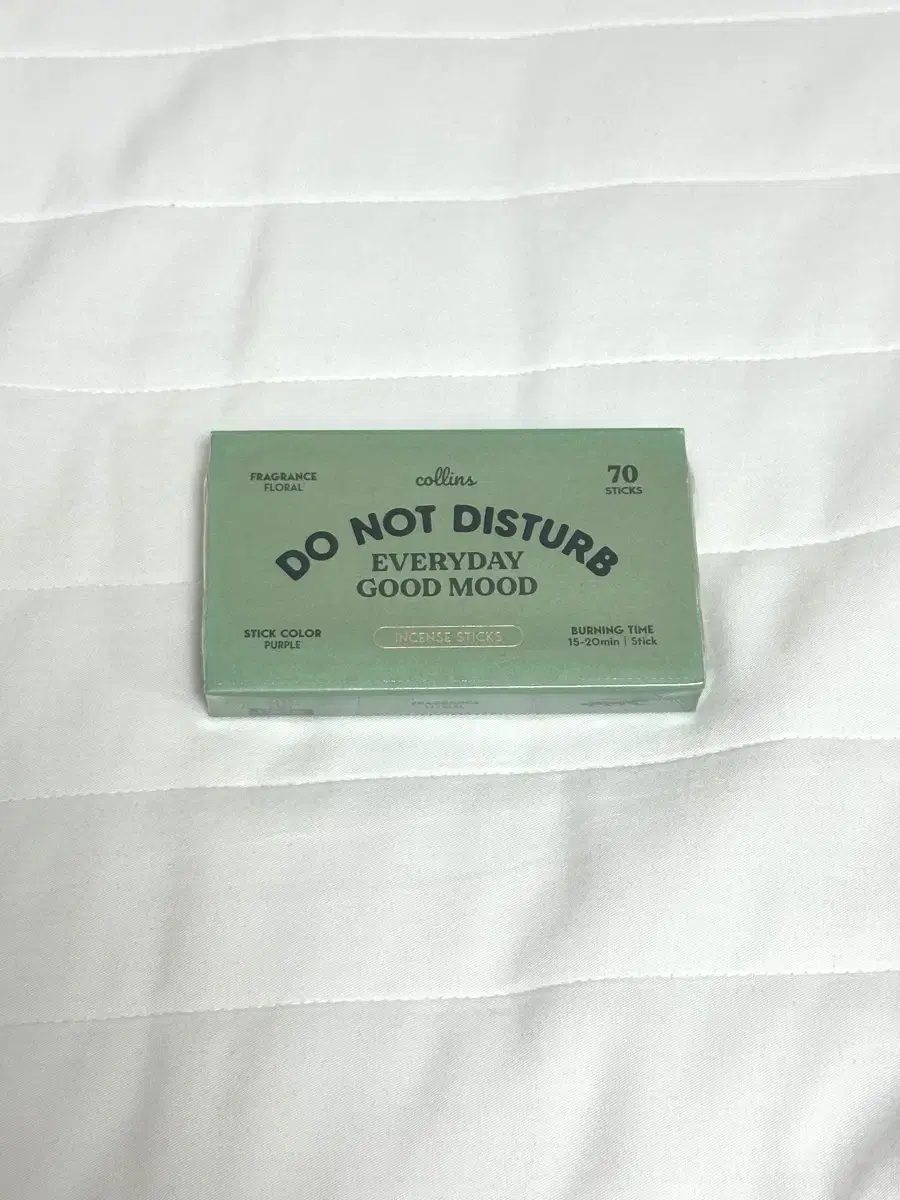 FRAGRANCE
FLORAL
collins
70
STICKS
DO NOT DISTURB
EVERYDAY
GOOD MOOD
STICK COLOR
PURPLE
INCENSE STICKS
BURNING TIME
15-20min | Stick
FRAGRANCE